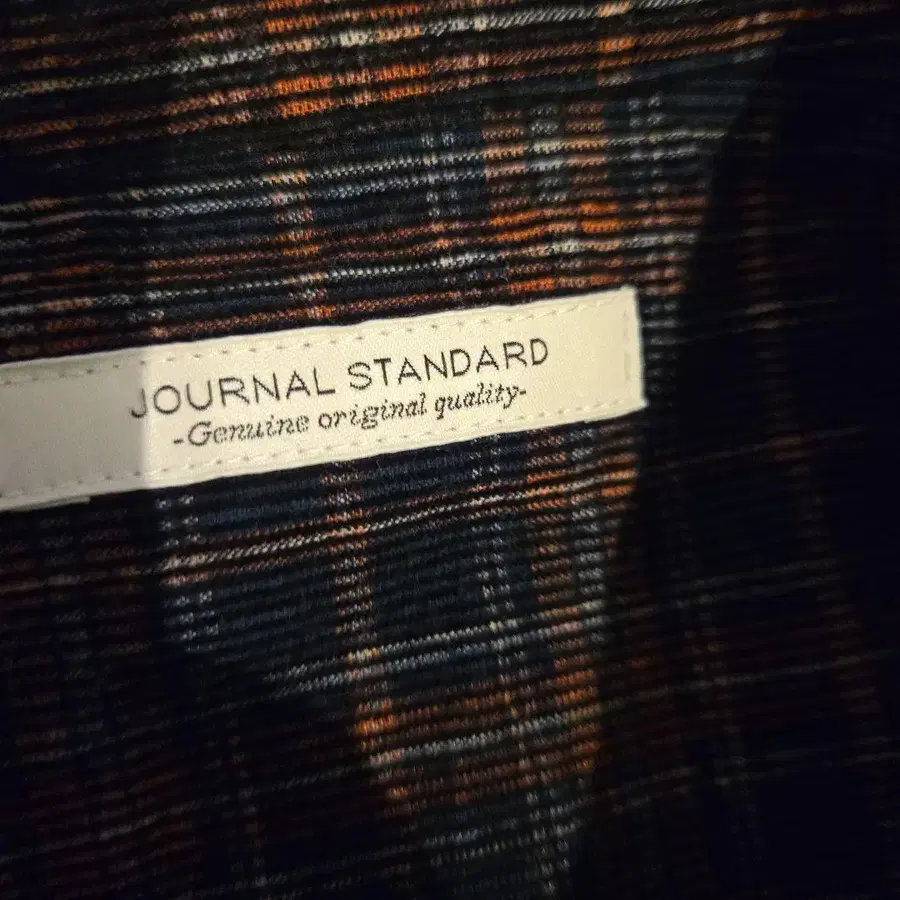 JOURNAL STANDARD
-Genuine original quality-